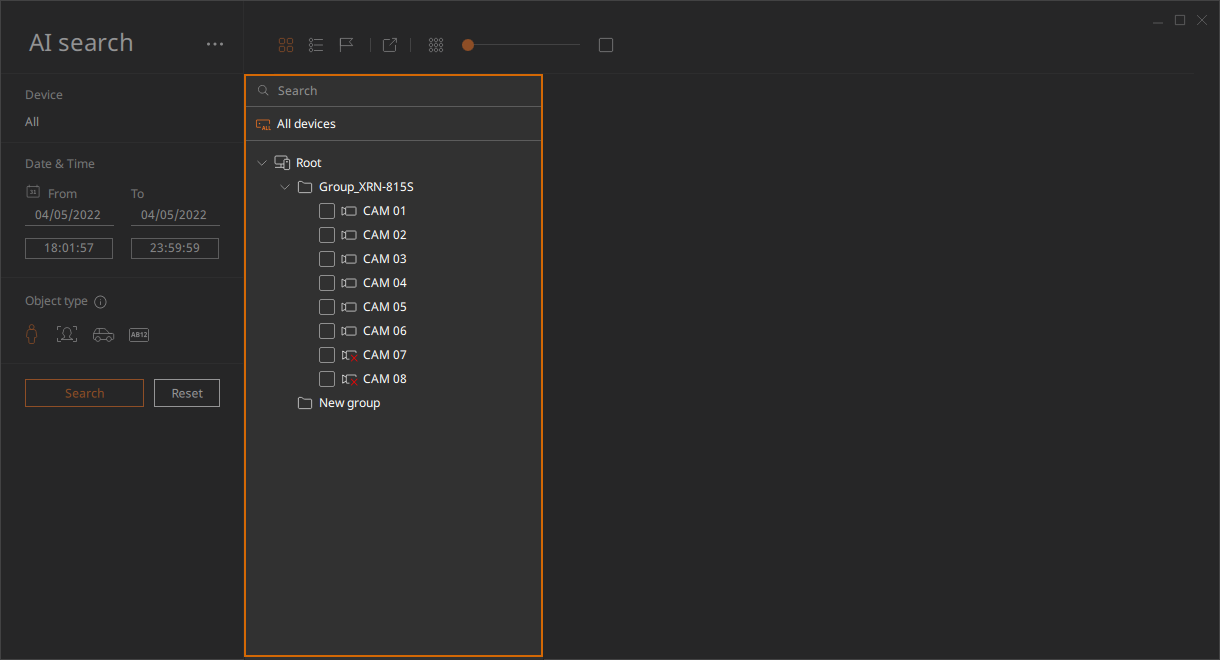 AI search
Device
All
Date & Time
31 From To
04/05/2022 04/05/2022
18:01:57 23:59:59
Object type
AB12
Search Reset
Search
ALL All devices
Root
Group_XRN-815S
CAM 01
CAM 02
CAM 03
CAM 04
CAM 05
CAM 06
CAM 07
CAM 08
New group